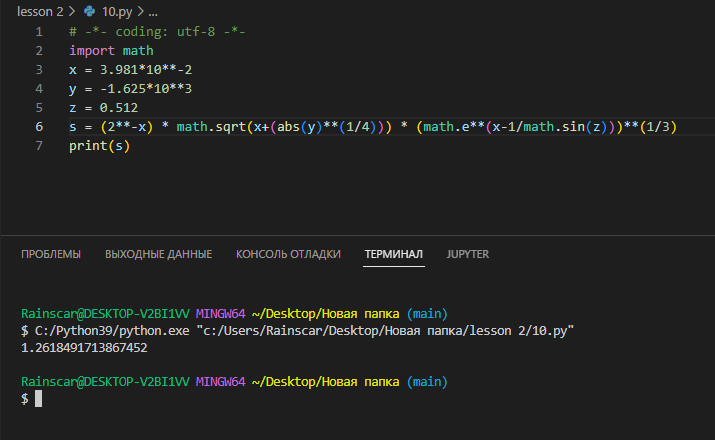 lesson 2 > 10.py > ...
1 # -*- coding: utf-8 -*-
2 import math
3 x = 3.981*10**-2
4 y = -1.625*10**3
5 z = 0.512
6 s = (2**-x) * math.sqrt(x+(abs(y)**(1/4))) * (math.e**(x-1/math.sin(z)))**(1/3)
7 print(s)
ПРОБЛЕМЫ ВЫХОДНЫЕ ДАННЫЕ КОНСОЛЬ ОТЛАДКИ ТЕРМИНАЛ JUPYTER
Rainscar@DESKTOP-V2BI1VV MINGW64 ~/Desktop/Новая папка (main)
$ C:/Python39/python.exe "c:/Users/Rainscar/Desktop/Новая папка/lesson 2/10.py"
1.2618491713867452
Rainscar@DESKTOP-V2BI1VV MINGW64 ~/Desktop/Новая папка (main)
$